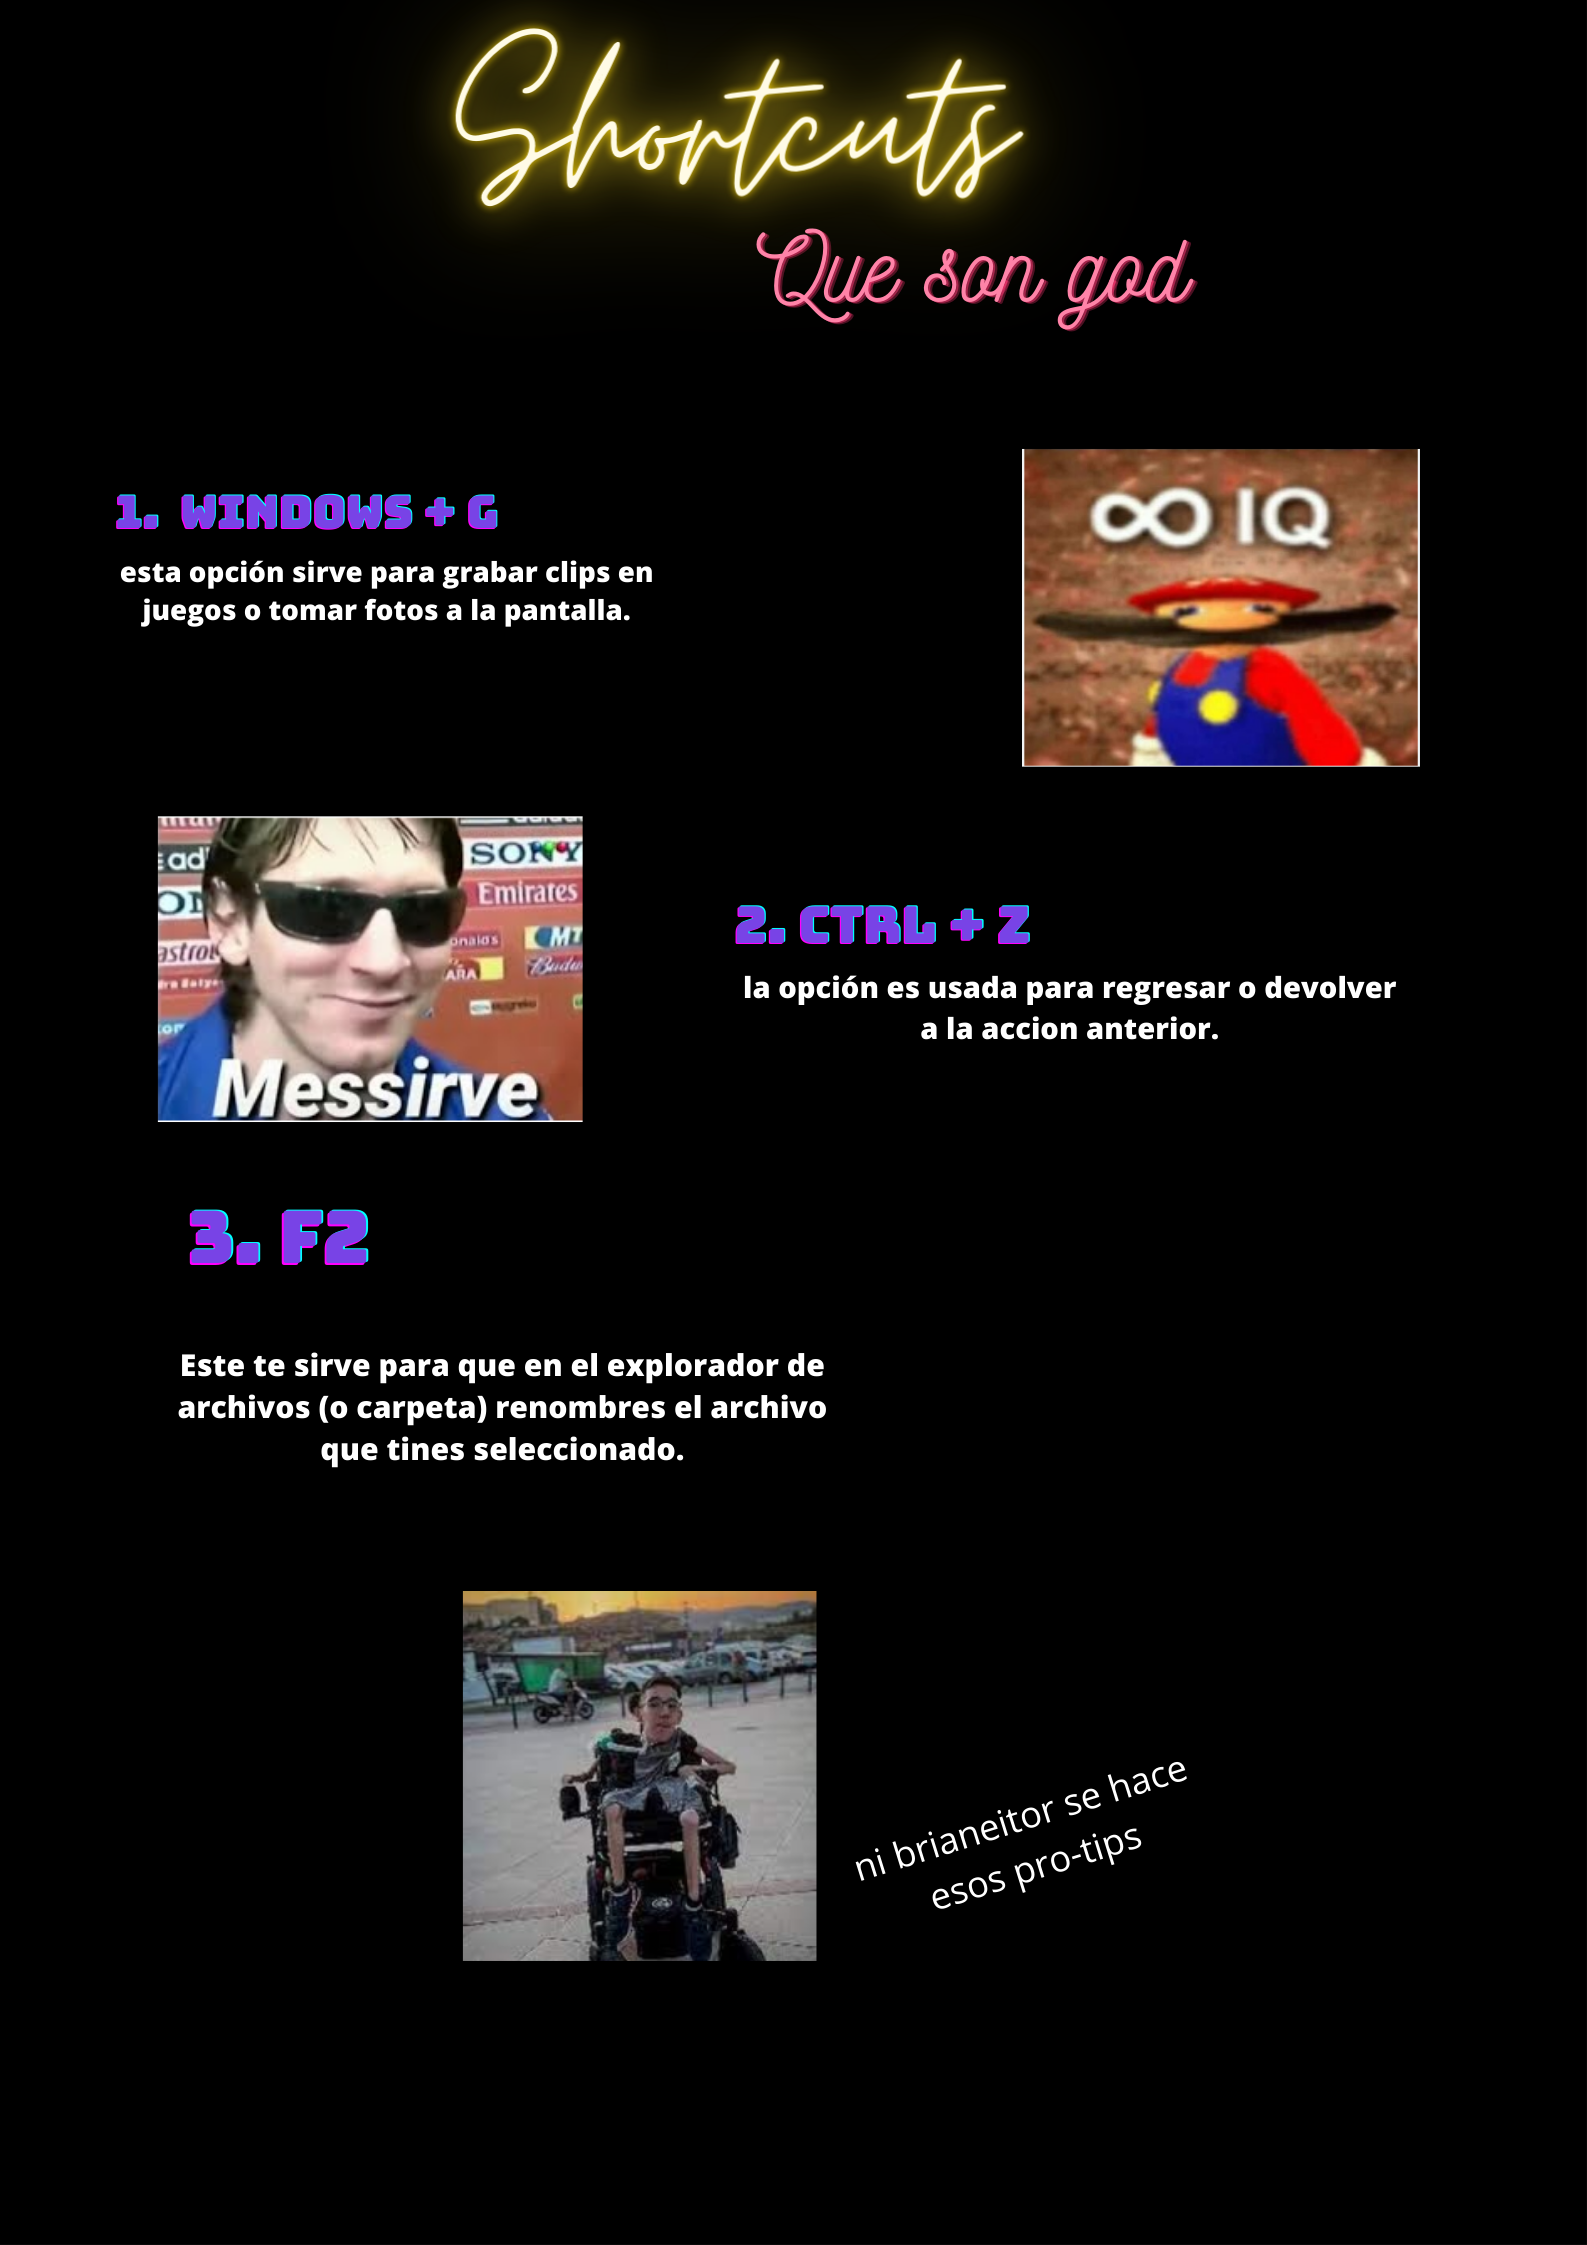 Shortcuts
Que son god
1. WINDOWS + G
esta opción sirve para grabar clips en
juegos o tomar fotos a la pantalla.
∞ IQ
SONY
Emirates
Messirve
2. CTRL + Z
la opción es usada para regresar o devolver
a la accion anterior.
3. F2
Este te sirve para que en el explorador de
archivos (o carpeta) renombres el archivo
que tines seleccionado.
ni brianeitor se hace
esos pro-tips